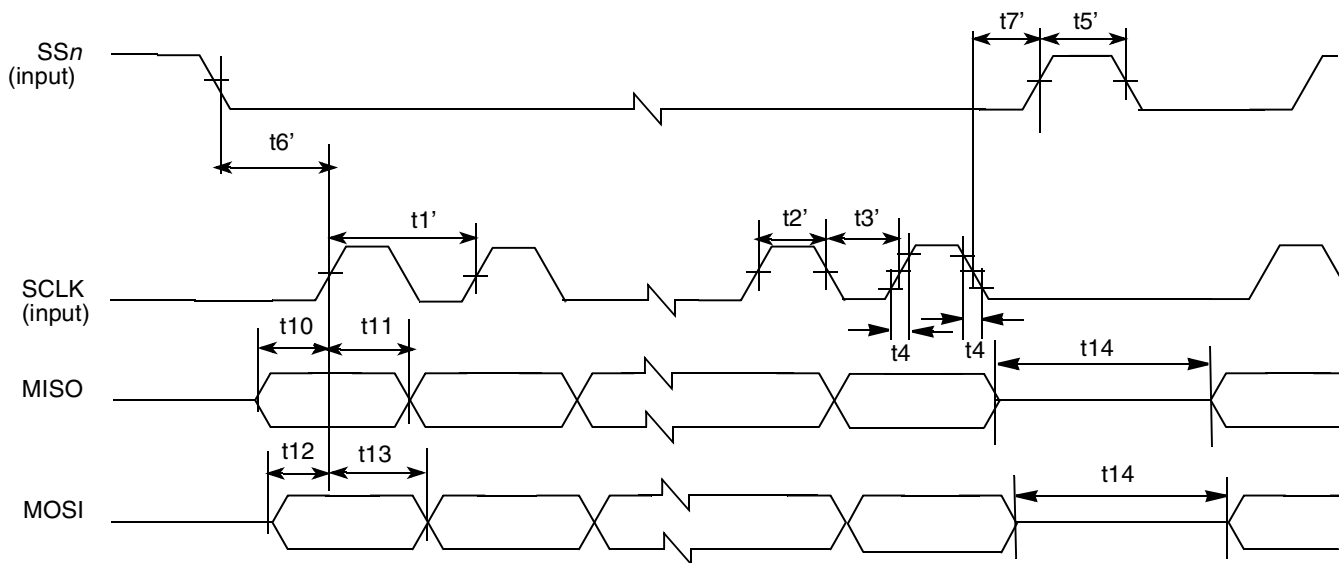 t7’ t5’
SSn
(input)
t6’
t1’ t2’ t3’
SCLK
(input)
t10 t11 t4 t4 t14
MISO
t12 t13 t14
MOSI